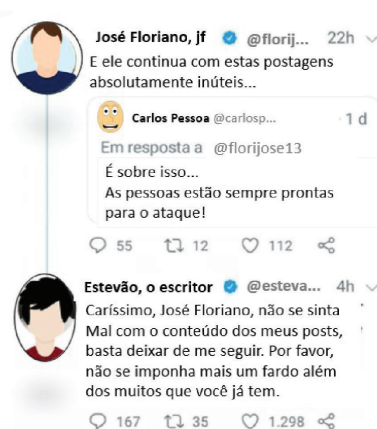 José Floriano, jf @florij... 22h
E ele continua com estas postagens
absolutamente inúteis...
Carlos Pessoa @carlosp... · 1 d
Em resposta a @florijose13
É sobre isso...
As pessoas estão sempre prontas
para o ataque!
55 12 112
Estevão, o escritor @esteva... 4h
Caríssimo, José Floriano, não se sinta
Mal com o conteúdo dos meus posts,
basta deixar de me seguir. Por favor,
não se imponha mais um fardo além
dos muitos que você já tem.
167 35 1.298